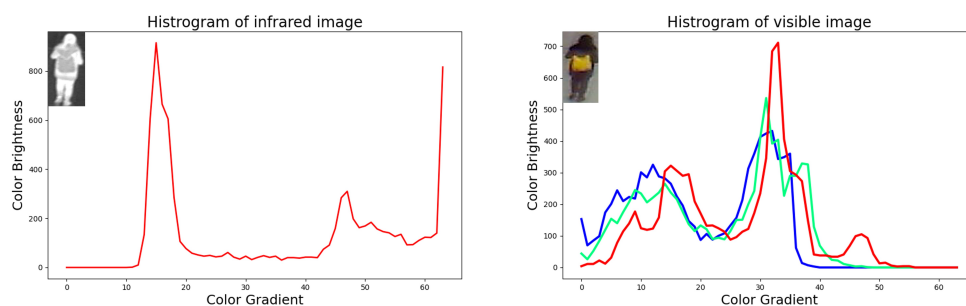 Histrogram of infrared image
Color Brightness
800
600
400
200
0
0 10 20 30 40 50 60
Color Gradient
Histrogram of visible image
Color Brightness
700
600
500
400
300
200
100
0
0 10 20 30 40 50 60
Color Gradient